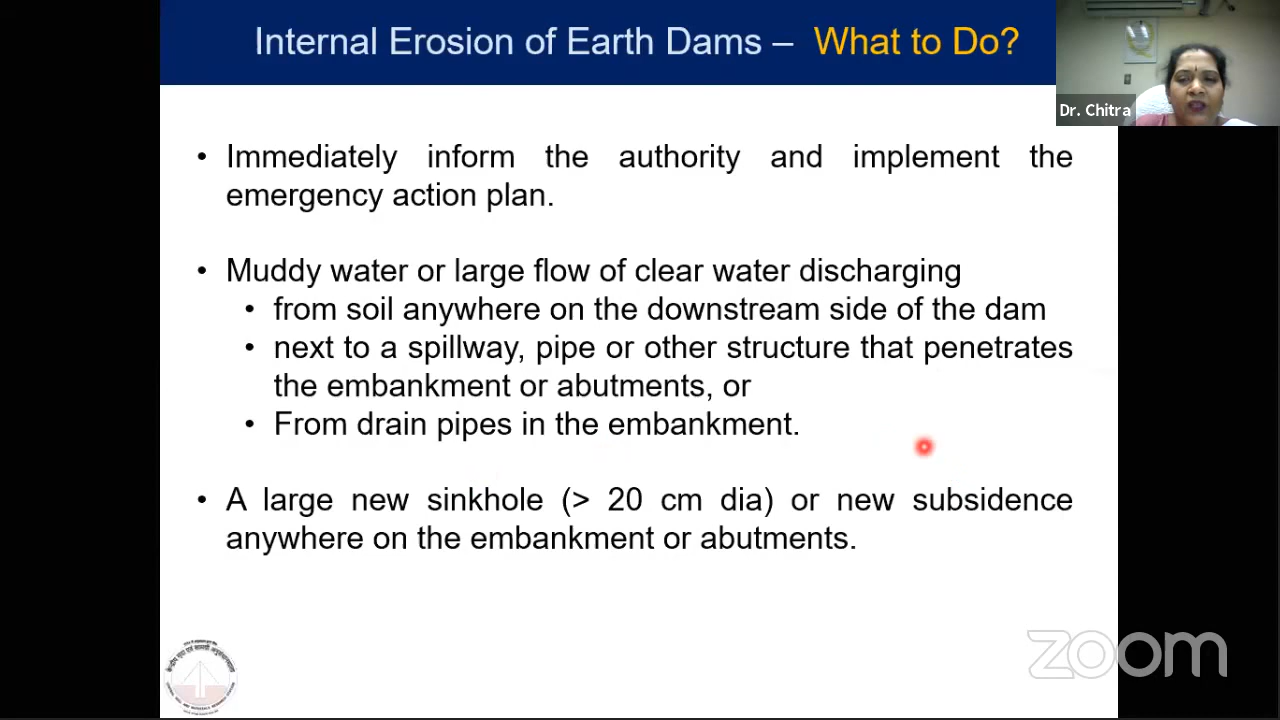 Internal Erosion of Earth Dams – What to Do?
Dr. Chitra
• Immediately inform the authority and implement the
emergency action plan.
• Muddy water or large flow of clear water discharging
• from soil anywhere on the downstream side of the dam
• next to a spillway, pipe or other structure that penetrates
the embankment or abutments, or
• From drain pipes in the embankment.
• A large new sinkhole (> 20 cm dia) or new subsidence
anywhere on the embankment or abutments.
zoom